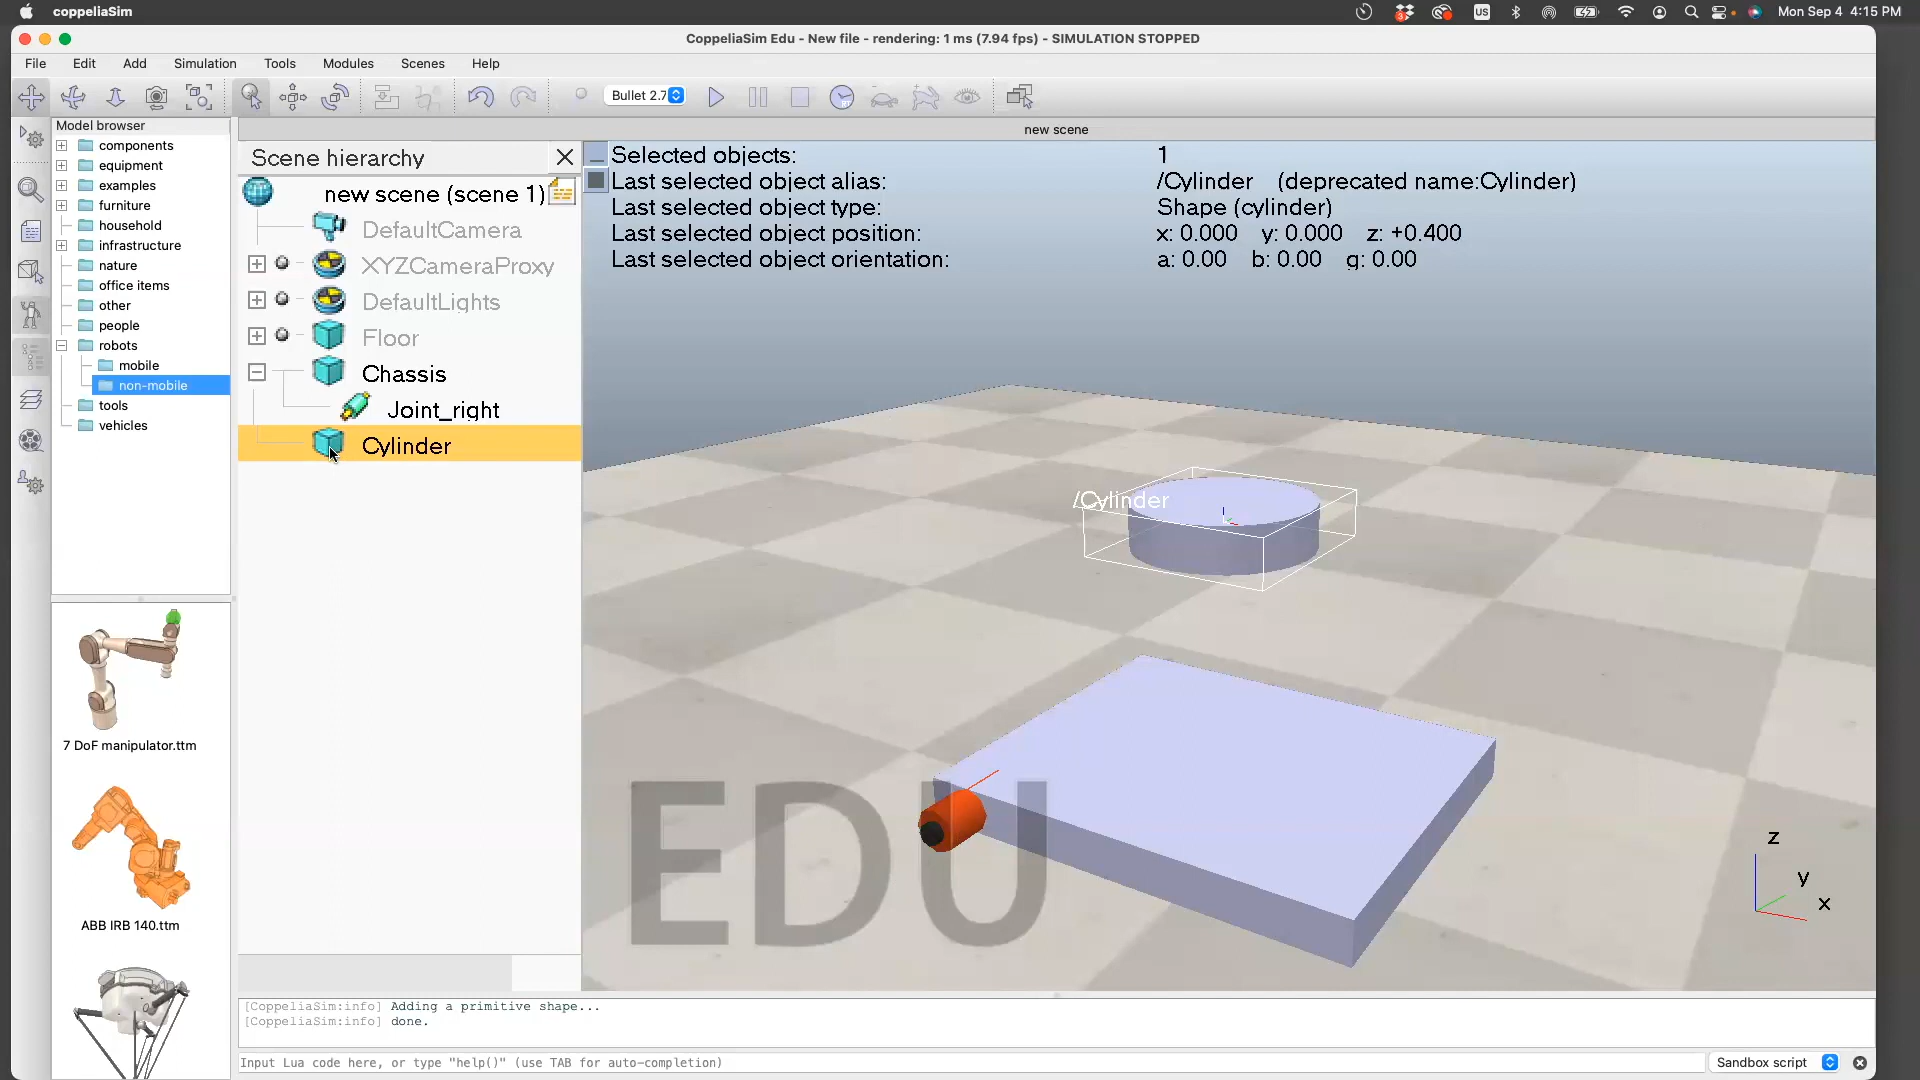 coppeliaSim
US
Mon Sep 4 4:15 PM
CoppeliaSim Edu - New file - rendering: 1 ms (7.94 fps) - SIMULATION STOPPED
File Edit Add Simulation Tools Modules Scenes Help
Bullet 2.7
new scene
Model browser
components
equipment
examples
furniture
household
infrastructure
nature
office items
other
people
robots
mobile
non-mobile
tools
vehicles
7 DoF manipulator.ttm
ABB IRB 140.ttm
Scene hierarchy
new scene (scene 1)
DefaultCamera
XYZCameraProxy
DefaultLights
Floor
Chassis
Joint_right
Cylinder
Selected objects: 1
Last selected object alias: /Cylinder (deprecated name:Cylinder)
Last selected object type: Shape (cylinder)
Last selected object position: x: 0.000 y: 0.000 z: +0.400
Last selected object orientation: a: 0.00 b: 0.00 g: 0.00
/Cylinder
EDU
z
y
x
[CoppeliaSim:info] Adding a primitive shape...
[CoppeliaSim:info] done.
Input Lua code here, or type "help()" (use TAB for auto-completion)
Sandbox script